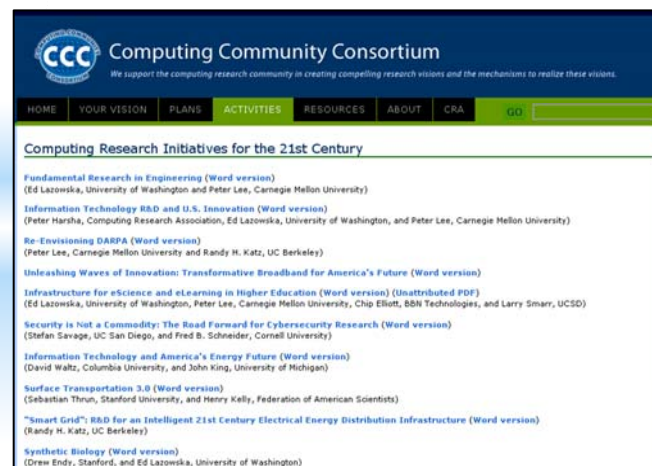 CCC
COMPUTING COMMUNITY
CONSORTIUM
Computing Community Consortium
We support the computing research community in creating compelling research visions and the mechanisms to realize these visions.
HOME YOUR VISION PLANS ACTIVITIES RESOURCES ABOUT CRA GO
Computing Research Initiatives for the 21st Century
Fundamental Research in Engineering (Word version)
(Ed Lazowska, University of Washington and Peter Lee, Carnegie Mellon University)
Information Technology R&D and U.S. Innovation (Word version)
(Peter Harsha, Computing Research Association, Ed Lazowska, University of Washington, and Peter Lee, Carnegie Mellon University)
Re-Envisioning DARPA (Word version)
(Peter Lee, Carnegie Mellon University and Randy H. Katz, UC Berkeley)
Unleashing Waves of Innovation: Transformative Broadband for America's Future (Word version)
Infrastructure for eScience and eLearning in Higher Education (Word version) (Unattributed PDF)
(Ed Lazowska, University of Washington, Peter Lee, Carnegie Mellon University, Chip Elliott, BBN Technologies, and Larry Smarr, UCSD)
Security is Not a Commodity: The Road Forward for Cybersecurity Research (Word version)
(Stefan Savage, UC San Diego, and Fred B. Schneider, Cornell University)
Information Technology and America's Energy Future (Word version)
(David Waltz, Columbia University, and John King, University of Michigan)
Surface Transportation 3.0 (Word version)
(Sebastian Thrun, Stanford University, and Henry Kelly, Federation of American Scientists)
"Smart Grid": R&D for an Intelligent 21st Century Electrical Energy Distribution Infrastructure (Word version)
(Randy H. Katz, UC Berkeley)
Synthetic Biology (Word version)
(Drew Endy, Stanford, and Ed Lazowska, University of Washington)